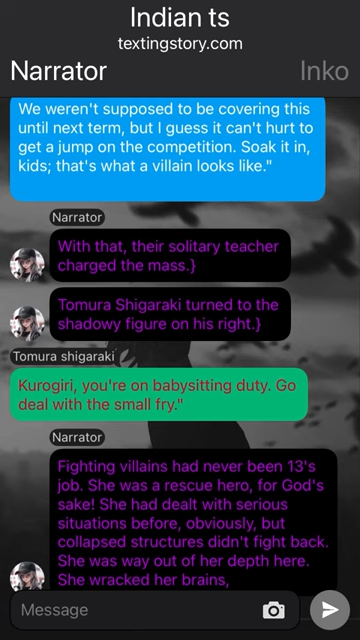 Indian ts
textingstory.com
Narrator
Inko
We weren't supposed to be covering this
until next term, but I guess it can't hurt to
get a jump on the competition. Soak it in,
kids; that's what a villain looks like."
Narrator
With that, their solitary teacher
charged the mass.}
Tomura Shigaraki turned to the
shadowy figure on his right.}
Tomura shigaraki
Kurogiri, you're on babysitting duty. Go
deal with the small fry."
Narrator
Fighting villains had never been 13's
job. She was a rescue hero, for God's
sake! She had dealt with serious
situations before, obviously, but
collapsed structures didn't fight back.
She was way out of her depth here.
She wracked her brains,
Message